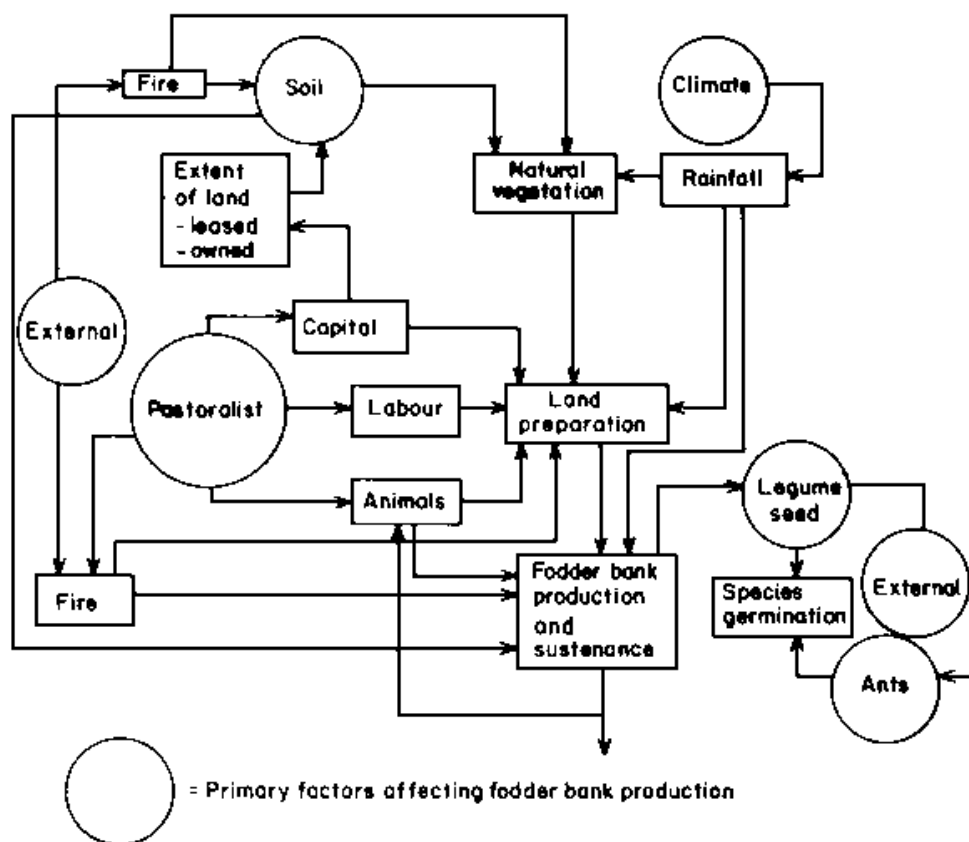 Fire
Soil
Climate
Extent
of land
- leased
- owned
Natural
vegetation
Rainfall
External
Capital
Pastoralist
Labour
Land
preparation
Animals
Legume
seed
Fire
Fodder bank
production
and
sustenance
Species
germination
External
Ants
= Primary factors affecting fodder bank production